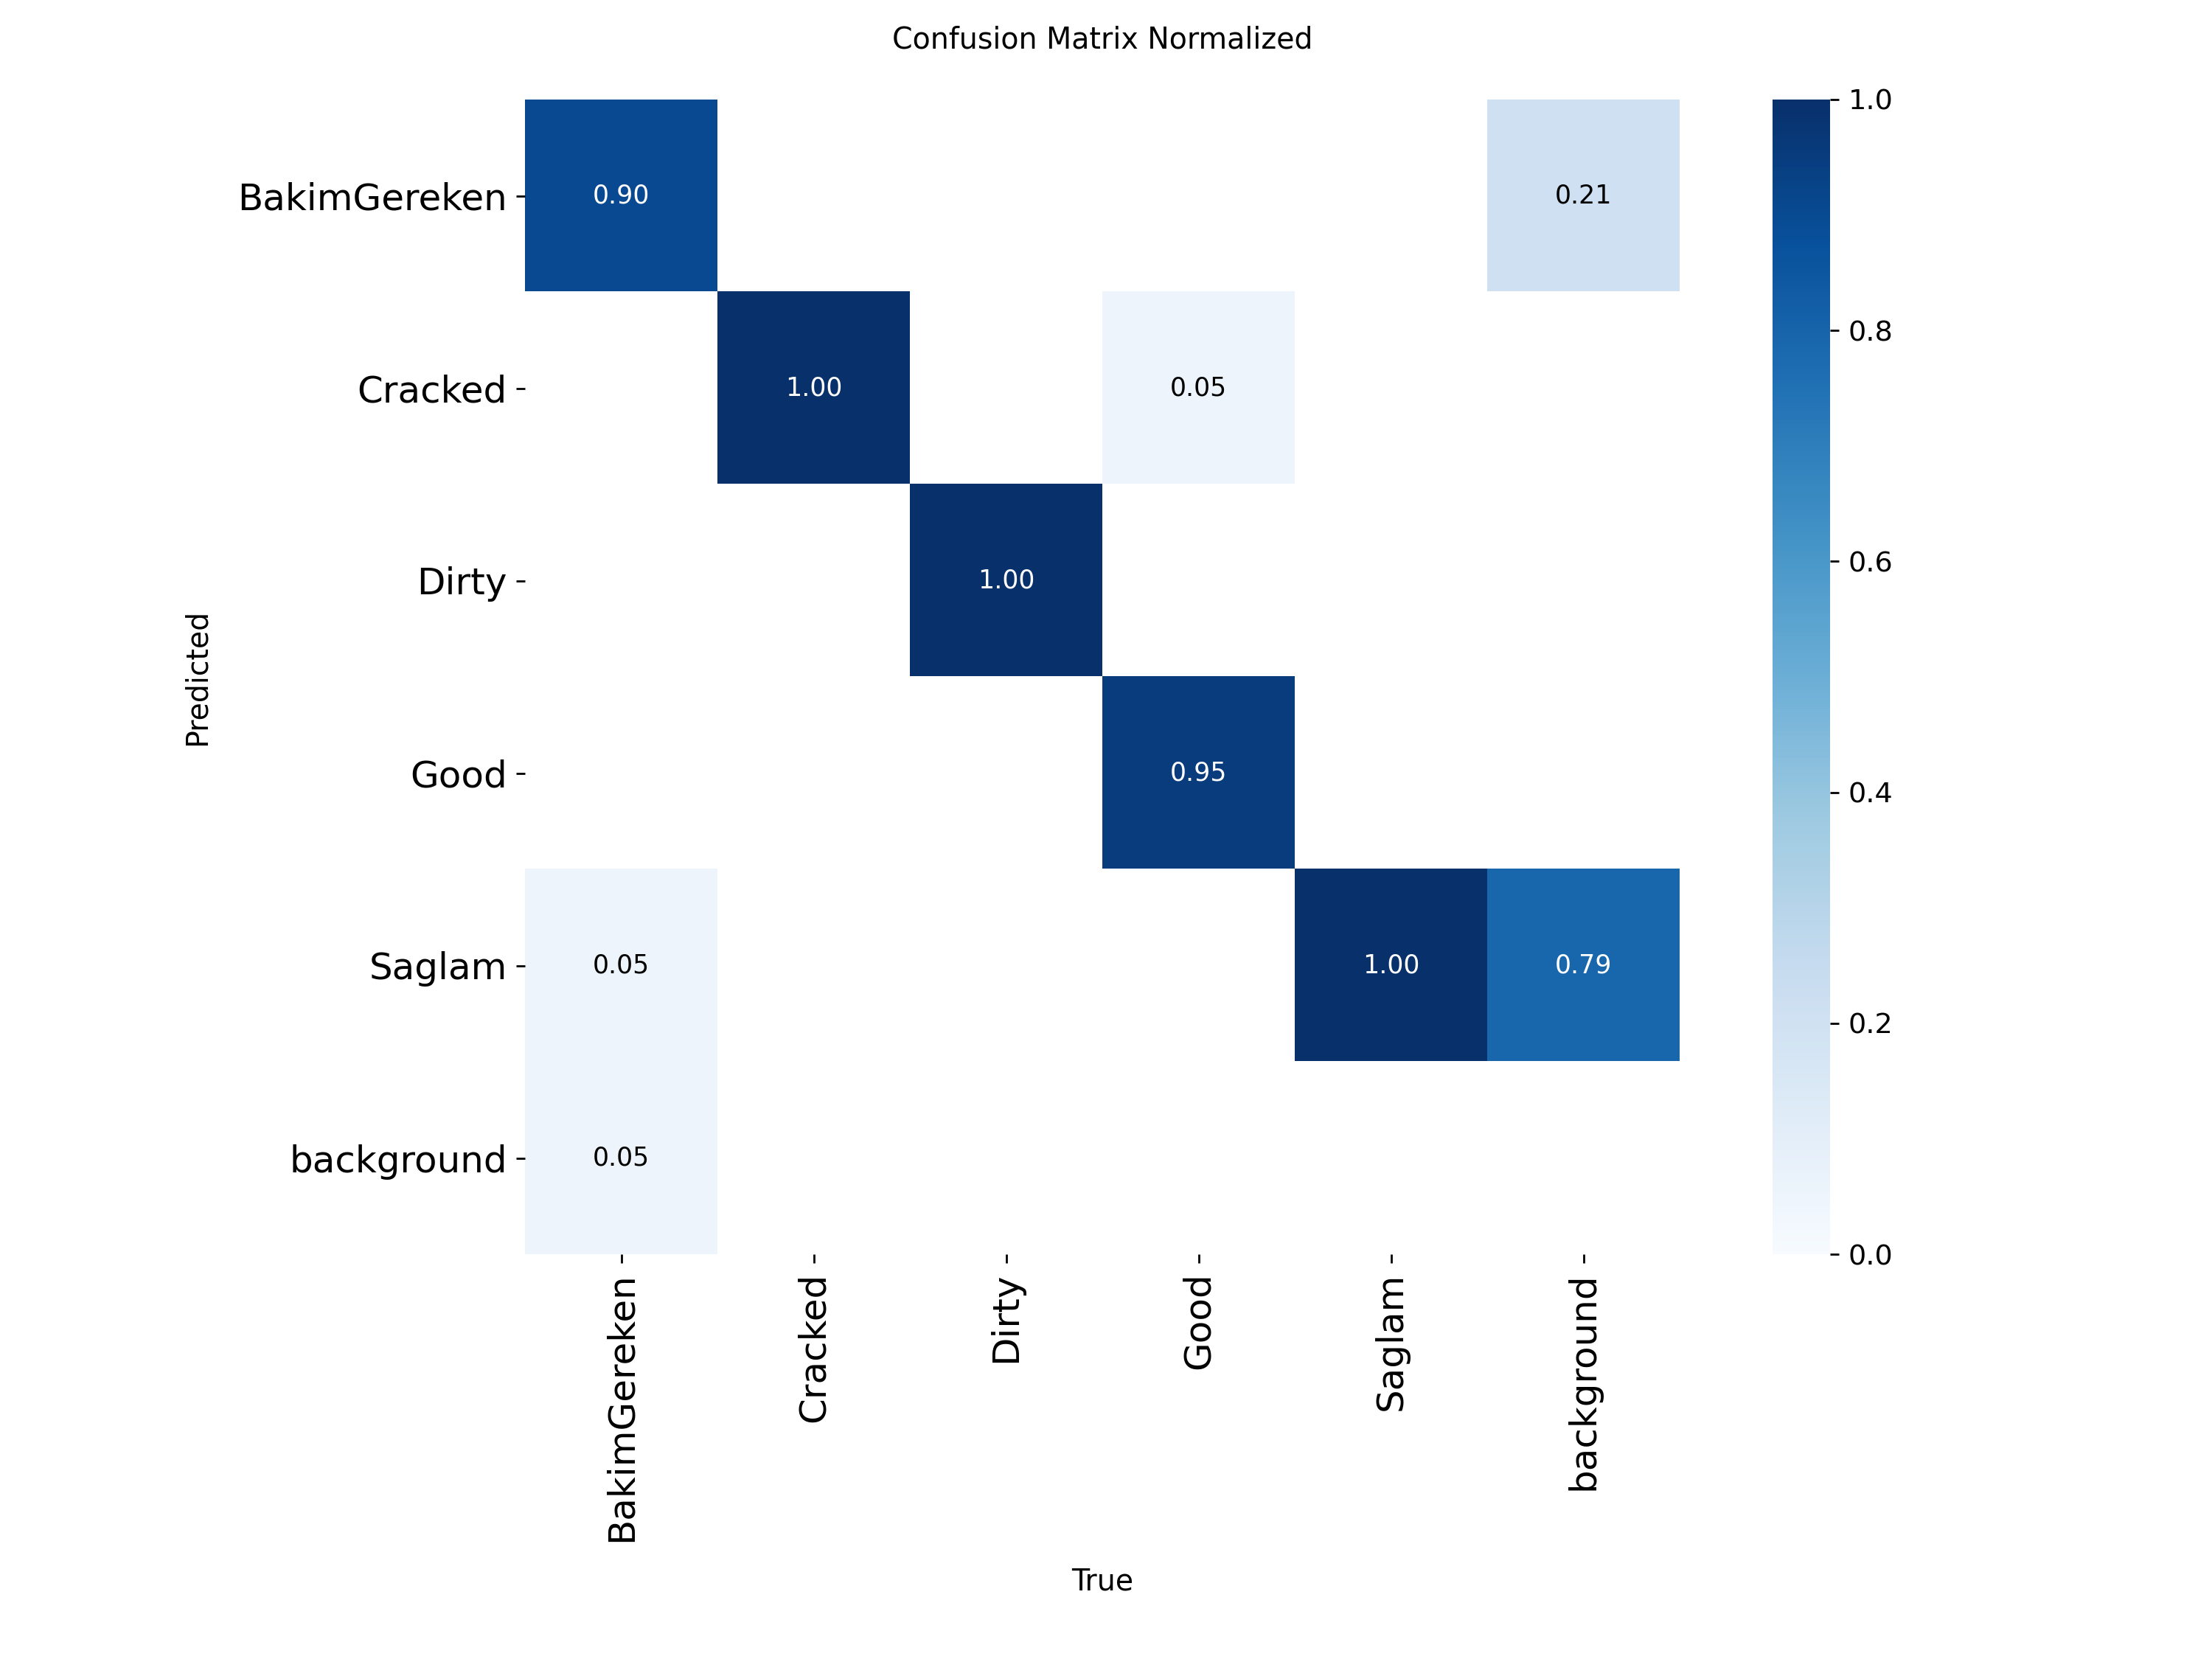 Confusion Matrix Normalized
Predicted
BakimGereken
0.90
0.21
Cracked
1.00
0.05
Dirty
1.00
Good
0.95
Saglam
0.05
1.00
0.79
background
0.05
BakimGereken
Cracked
Dirty
Good
Saglam
background
True
1.0
0.8
0.6
0.4
0.2
0.0